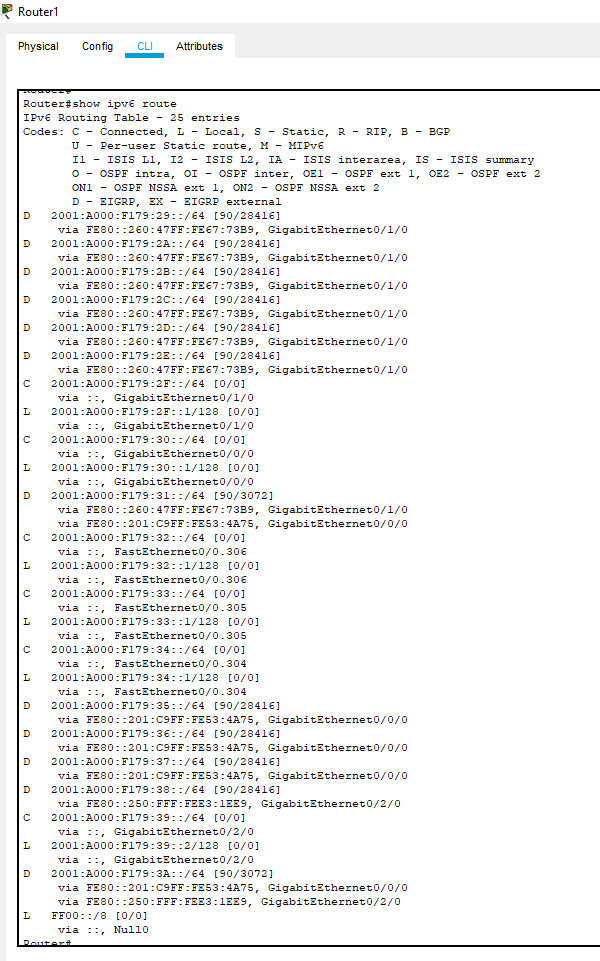 Router1
Physical Config CLI Attributes
Router#
Router#show ipv6 route
IPv6 Routing Table - 25 entries
Codes: C - Connected, L - Local, S - Static, R - RIP, B - BGP
U - Per-user Static route, M - MIPv6
I1 - ISIS L1, I2 - ISIS L2, IA - ISIS interarea, IS - ISIS summary
O - OSPF intra, OI - OSPF inter, OE1 - OSPF ext 1, OE2 - OSPF ext 2
ON1 - OSPF NSSA ext 1, ON2 - OSPF NSSA ext 2
D - EIGRP, EX - EIGRP external
D 2001:A000:F179:29::/64 [90/28416]
via FE80::260:47FF:FE67:73B9, GigabitEthernet0/1/0
D 2001:A000:F179:2A::/64 [90/28416]
via FE80::260:47FF:FE67:73B9, GigabitEthernet0/1/0
D 2001:A000:F179:2B::/64 [90/28416]
via FE80::260:47FF:FE67:73B9, GigabitEthernet0/1/0
D 2001:A000:F179:2C::/64 [90/28416]
via FE80::260:47FF:FE67:73B9, GigabitEthernet0/1/0
D 2001:A000:F179:2D::/64 [90/28416]
via FE80::260:47FF:FE67:73B9, GigabitEthernet0/1/0
D 2001:A000:F179:2E::/64 [90/28416]
via FE80::260:47FF:FE67:73B9, GigabitEthernet0/1/0
C 2001:A000:F179:2F::/64 [0/0]
via ::, GigabitEthernet0/1/0
L 2001:A000:F179:2F::1/128 [0/0]
via ::, GigabitEthernet0/1/0
C 2001:A000:F179:30::/64 [0/0]
via ::, GigabitEthernet0/0/0
L 2001:A000:F179:30::1/128 [0/0]
via ::, GigabitEthernet0/0/0
D 2001:A000:F179:31::/64 [90/3072]
via FE80::260:47FF:FE67:73B9, GigabitEthernet0/1/0
via FE80::201:C9FF:FE53:4A75, GigabitEthernet0/0/0
C 2001:A000:F179:32::/64 [0/0]
via ::, FastEthernet0/0.306
L 2001:A000:F179:32::1/128 [0/0]
via ::, FastEthernet0/0.306
C 2001:A000:F179:33::/64 [0/0]
via ::, FastEthernet0/0.305
L 2001:A000:F179:33::1/128 [0/0]
via ::, FastEthernet0/0.305
C 2001:A000:F179:34::/64 [0/0]
via ::, FastEthernet0/0.304
L 2001:A000:F179:34::1/128 [0/0]
via ::, FastEthernet0/0.304
D 2001:A000:F179:35::/64 [90/28416]
via FE80::201:C9FF:FE53:4A75, GigabitEthernet0/0/0
D 2001:A000:F179:36::/64 [90/28416]
via FE80::201:C9FF:FE53:4A75, GigabitEthernet0/0/0
D 2001:A000:F179:37::/64 [90/28416]
via FE80::201:C9FF:FE53:4A75, GigabitEthernet0/0/0
D 2001:A000:F179:38::/64 [90/28416]
via FE80::250:FFF:FEE3:1EE9, GigabitEthernet0/2/0
C 2001:A000:F179:39::/64 [0/0]
via ::, GigabitEthernet0/2/0
L 2001:A000:F179:39::2/128 [0/0]
via ::, GigabitEthernet0/2/0
D 2001:A000:F179:3A::/64 [90/3072]
via FE80::201:C9FF:FE53:4A75, GigabitEthernet0/0/0
via FE80::250:FFF:FEE3:1EE9, GigabitEthernet0/2/0
L FF00::/8 [0/0]
via ::, Null0
Router#